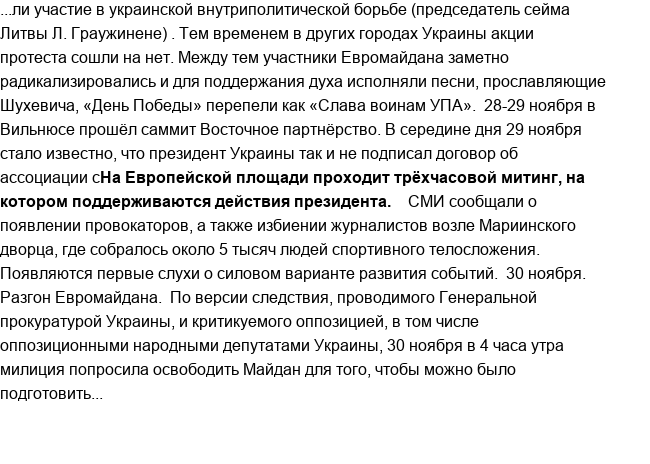 ...ли участие в украинской внутриполитической борьбе (председатель сейма
Литвы Л. Граужинене) . Тем временем в других городах Украины акции
протеста сошли на нет. Между тем участники Евромайдана заметно
радикализировались и для поддержания духа исполняли песни, прославляющие
Шухевича, «День Победы» перепели как «Слава воинам УПА».  28-29 ноября в
Вильнюсе прошёл саммит Восточное партнёрство. В середине дня 29 ноября
стало известно, что президент Украины так и не подписал договор об
ассоциации сНа Европейской площади проходит трёхчасовой митинг, на
котором поддерживаются действия президента.    СМИ сообщали о
появлении провокаторов, а также избиении журналистов возле Мариинского
дворца, где собралось около 5 тысяч людей спортивного телосложения.
Появляются первые слухи о силовом варианте развития событий.  30 ноября.
Разгон Евромайдана.  По версии следствия, проводимого Генеральной
прокуратурой Украины, и критикуемого оппозицией, в том числе
оппозиционными народными депутатами Украины, 30 ноября в 4 часа утра
милиция попросила освободить Майдан для того, чтобы можно было
подготовить...